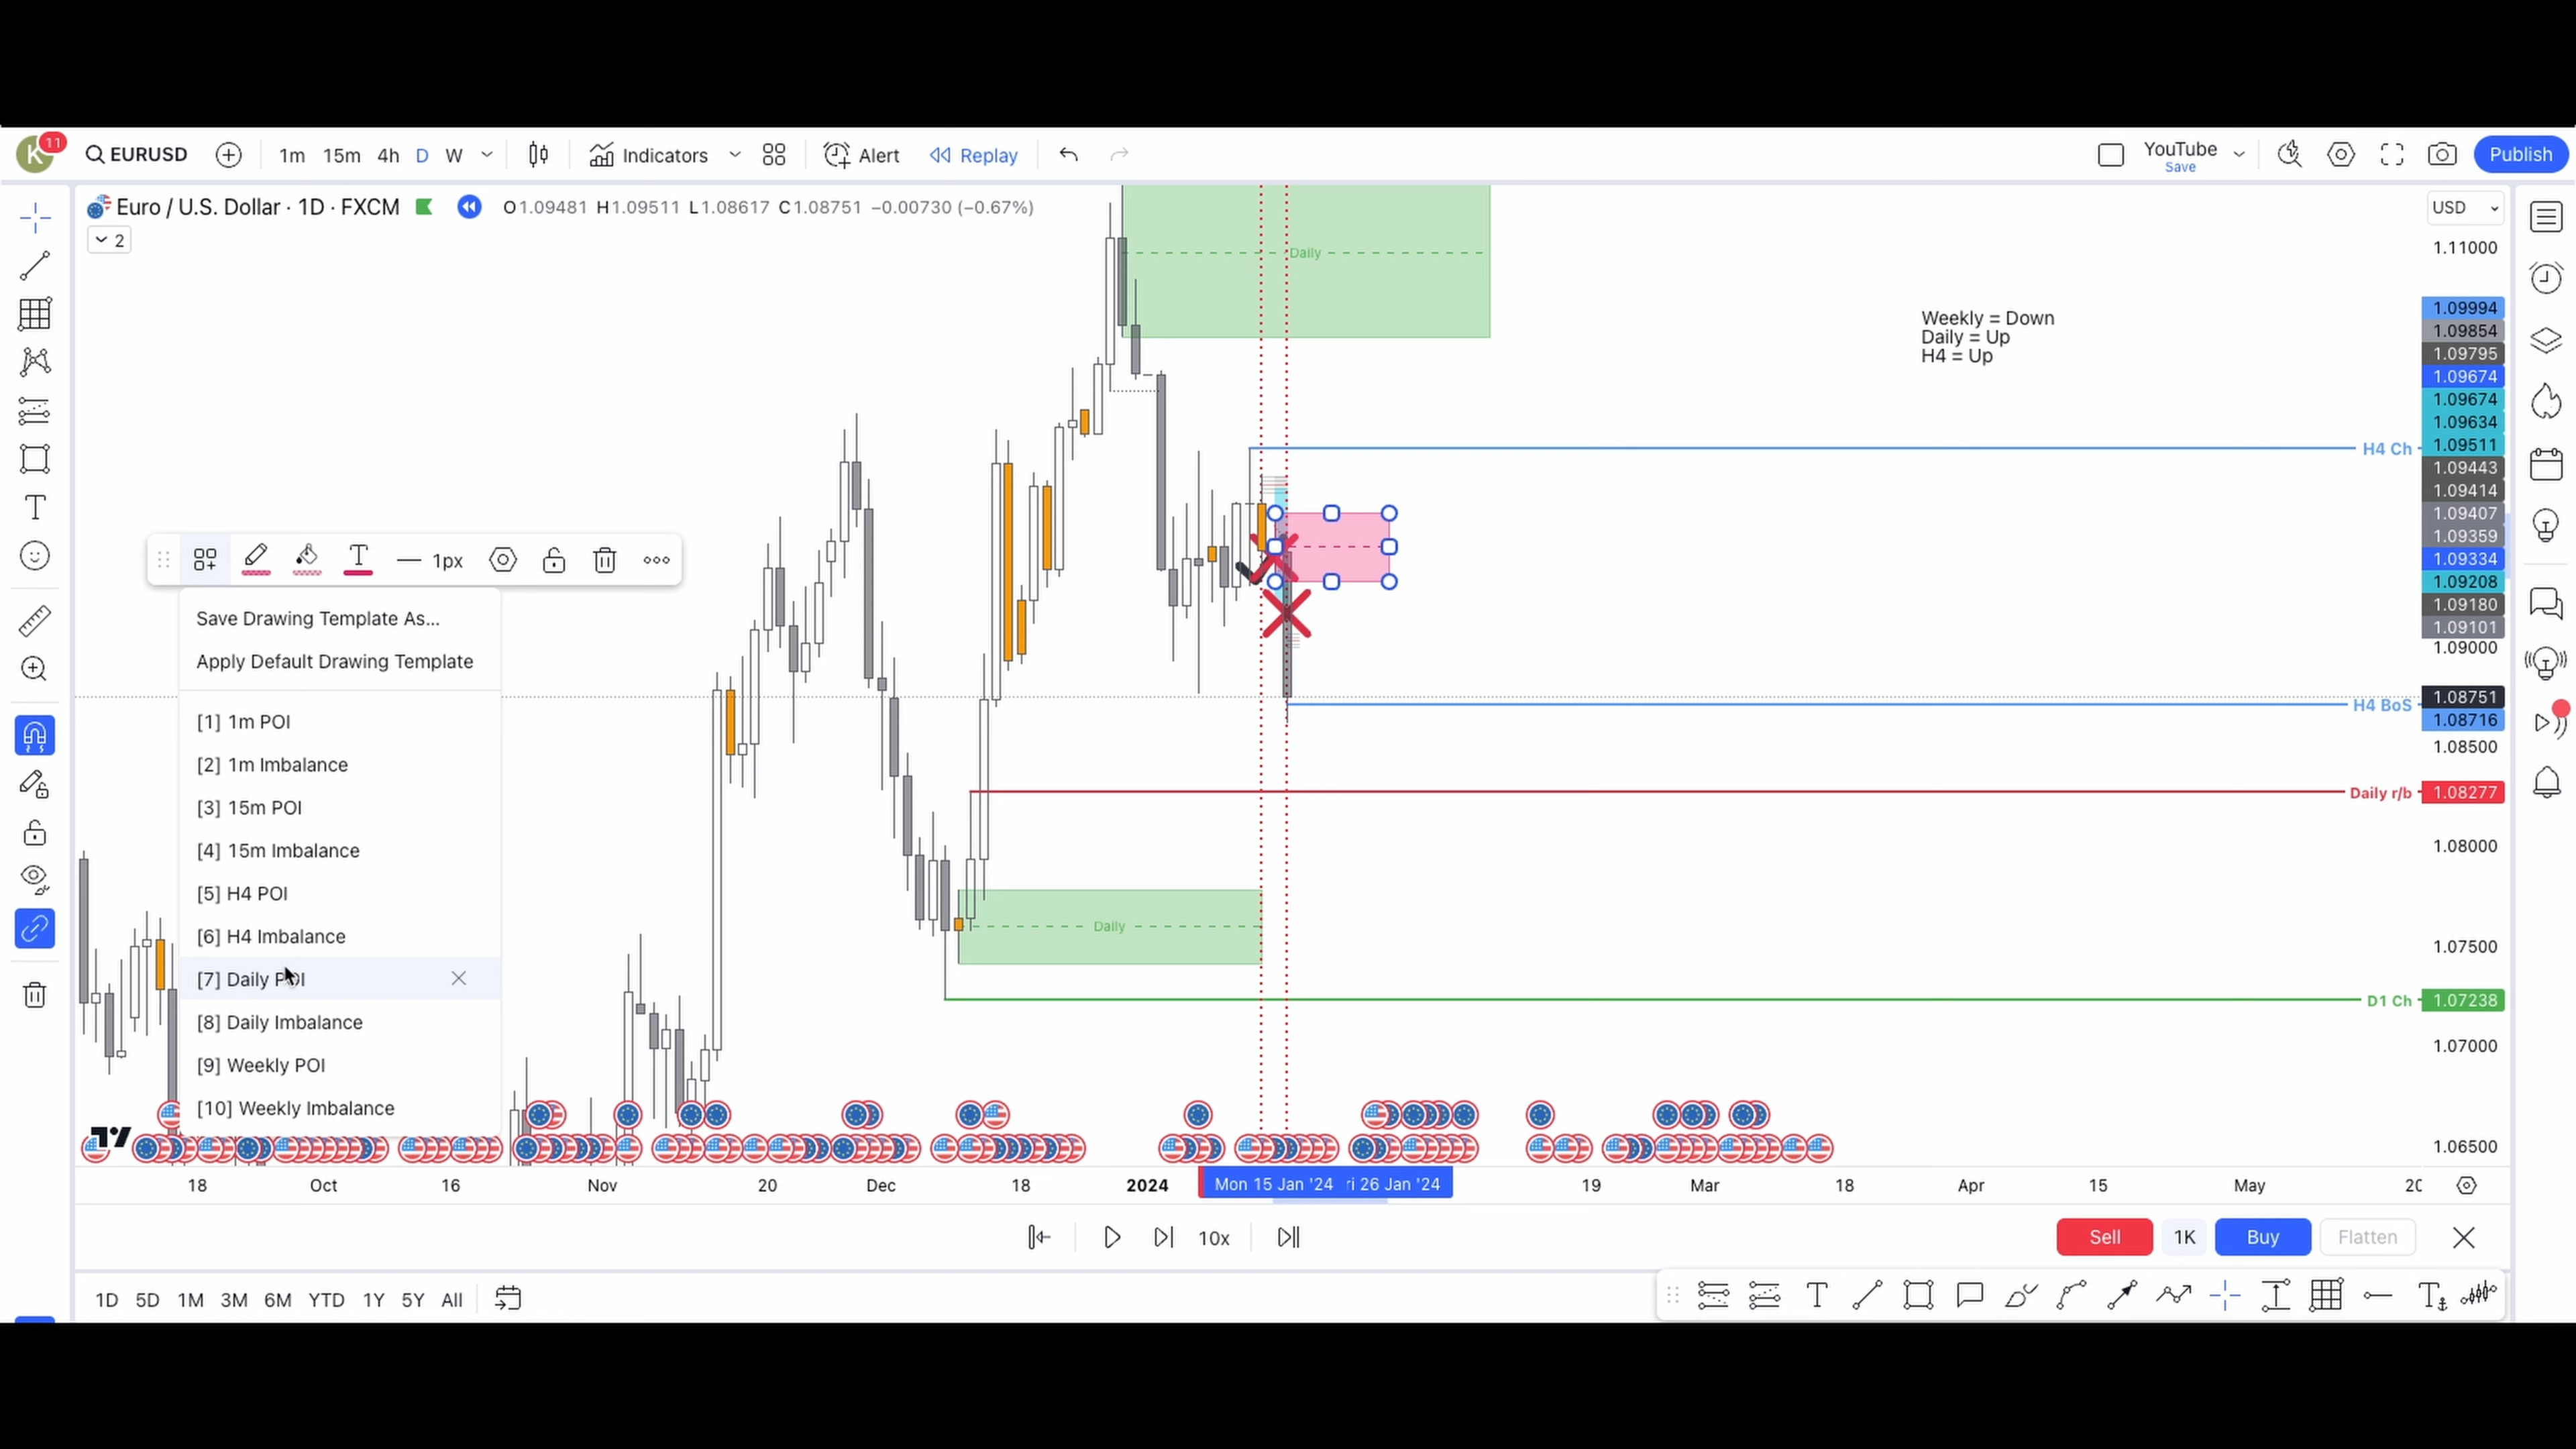 K 11 EURUSD 1m 15m 4h D W Indicators Alert Replay YouTube Save Publish
Euro / U.S. Dollar · 1D · FXCM O1.09481 H1.09511 L1.08617 C1.08751 −0.00730 (−0.67%) USD
2
1.11000
Daily
Weekly = Down
Daily = Up
H4 = Up
1.09994
1.09854
1.09795
1.09674
1.09674
1.09634
H4 Ch 1.09511
1.09443
1.09414
1.09407
1.09359
1.09334
1.09208
1.09180
1.09101
1.09000
1.08751
H4 BoS 1.08716
1.08500
Daily r/b 1.08277
1.08000
Daily
1.07500
D1 Ch 1.07238
1.07000
1.06500
T 1px
Save Drawing Template As...
Apply Default Drawing Template
[1] 1m POI
[2] 1m Imbalance
[3] 15m POI
[4] 15m Imbalance
[5] H4 POI
[6] H4 Imbalance
[7] Daily POI
[8] Daily Imbalance
[9] Weekly POI
[10] Weekly Imbalance
18 Oct 16 Nov 20 Dec 18 2024 Mon 15 Jan '24 ri 26 Jan '24 19 Mar 18 Apr 15 May 20
10x Sell 1K Buy Flatten
1D 5D 1M 3M 6M YTD 1Y 5Y All